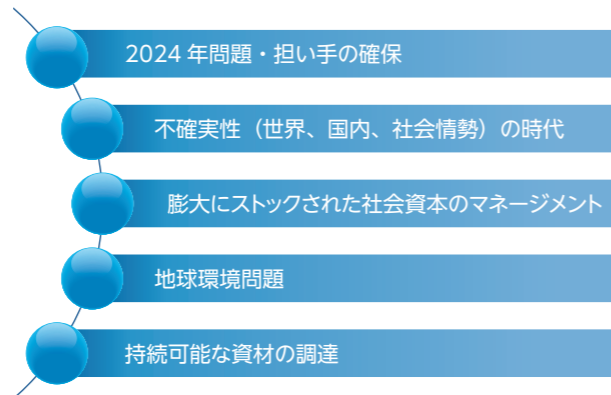 2024 年問題・担い手の確保
不確実性（世界、国内、社会情勢）の時代
膨大にストックされた社会資本のマネージメント
地球環境問題
持続可能な資材の調達